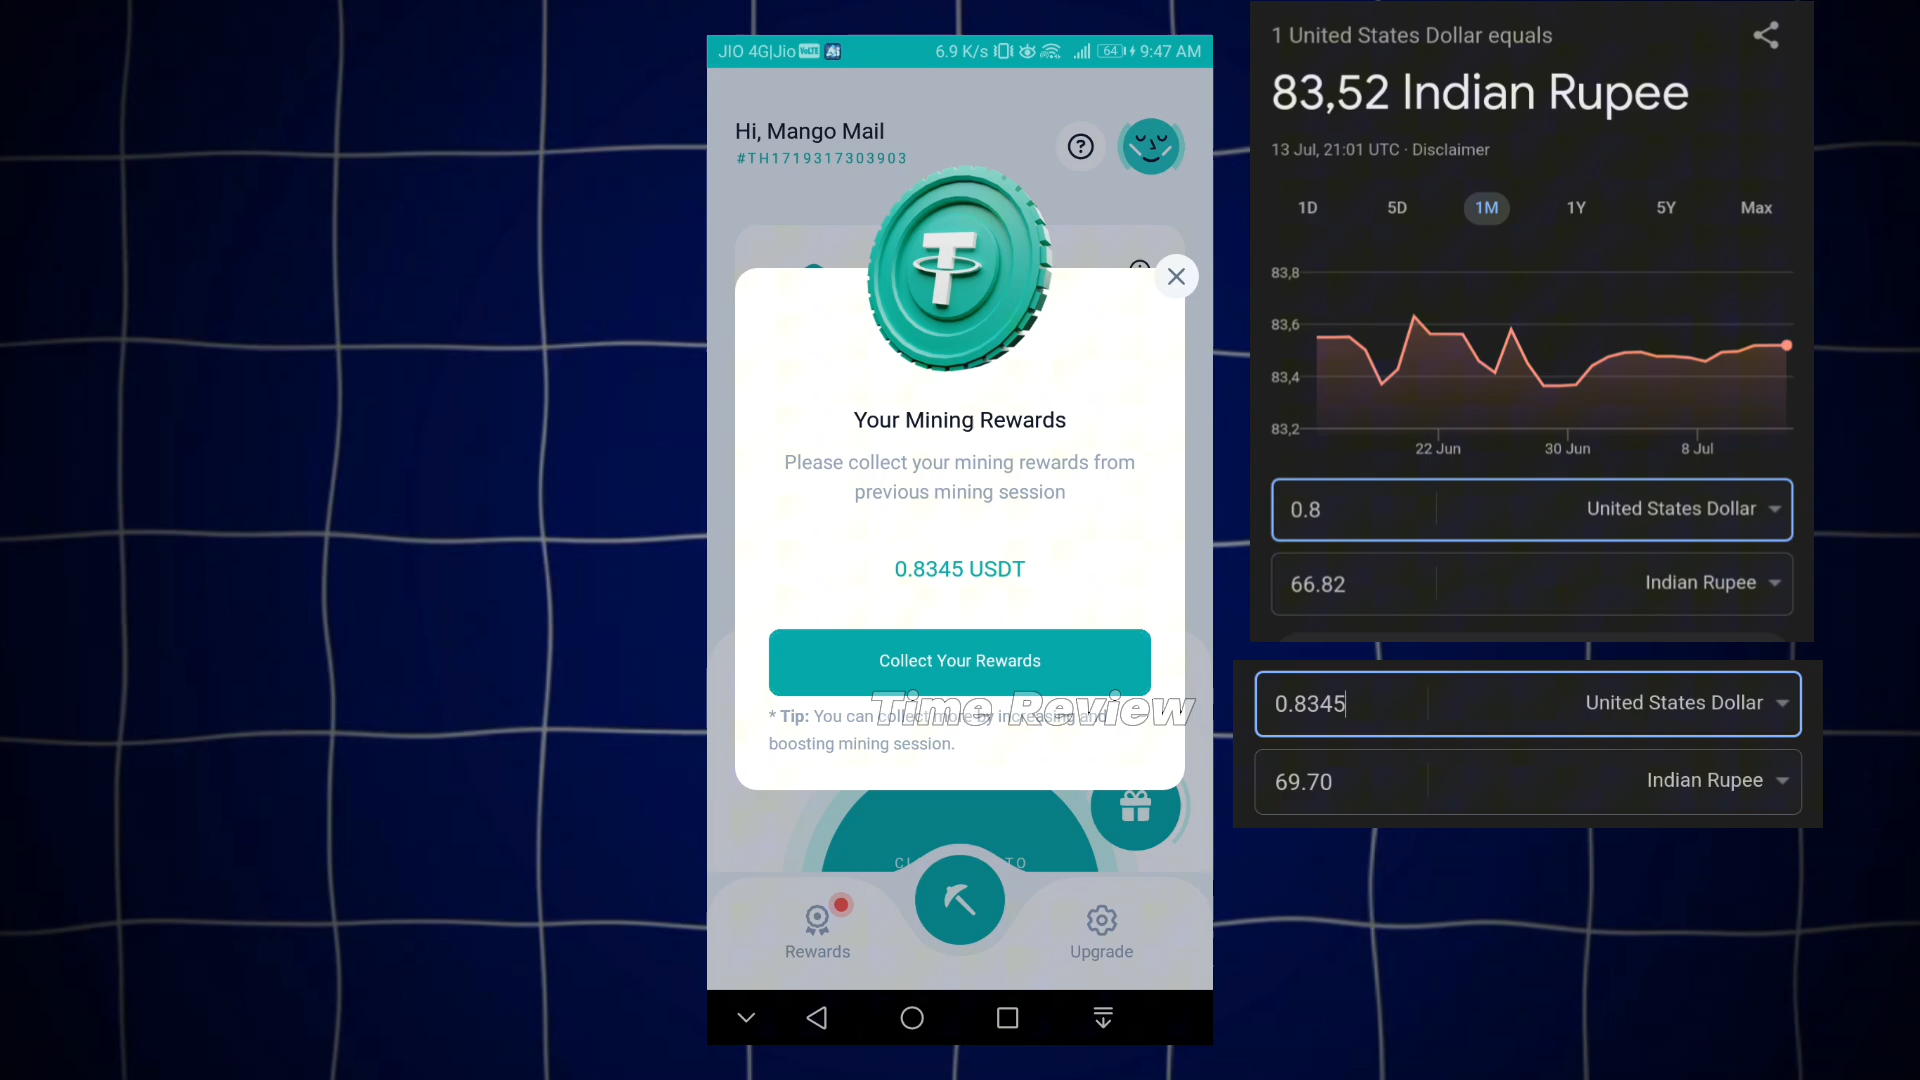 JIO 4G|Jio VoLTE
6.9 K/s 64 9:47 AM
Hi, Mango Mail
#TH1719317303903
Your Mining Rewards
Please collect your mining rewards from
previous mining session
0.8345 USDT
Collect Your Rewards
Time Review
* Tip: You can collect more by increasing and
boosting mining session.
Rewards
Upgrade
1 United States Dollar equals
83,52 Indian Rupee
13 Jul, 21:01 UTC · Disclaimer
1D 5D 1M 1Y 5Y Max
83,8
83,6
83,4
83,2
22 Jun 30 Jun 8 Jul
0.8 United States Dollar
66.82 Indian Rupee
0.8345 United States Dollar
69.70 Indian Rupee